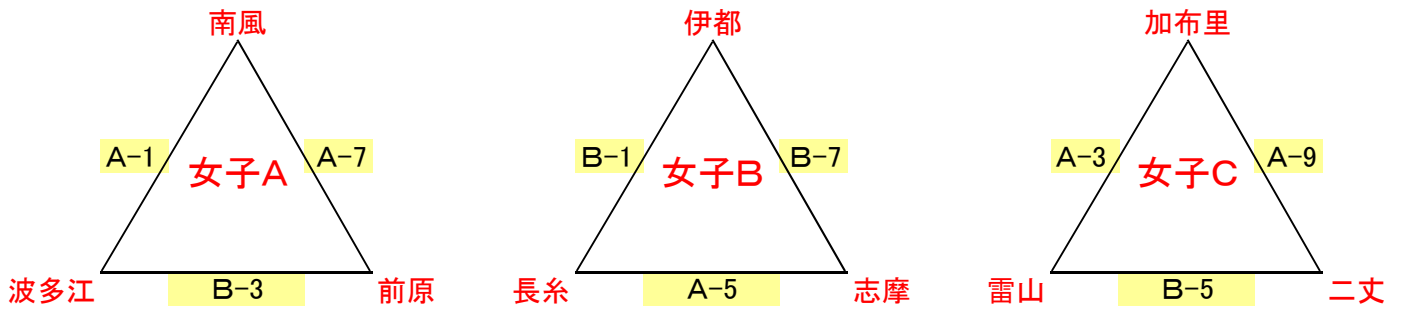 南風 伊都 加布里
A-1 女子A A-7 B-1 女子B B-7 A-3 女子C A-9
波多江 B-3 前原 長糸 A-5 志摩 雷山 B-5 二丈